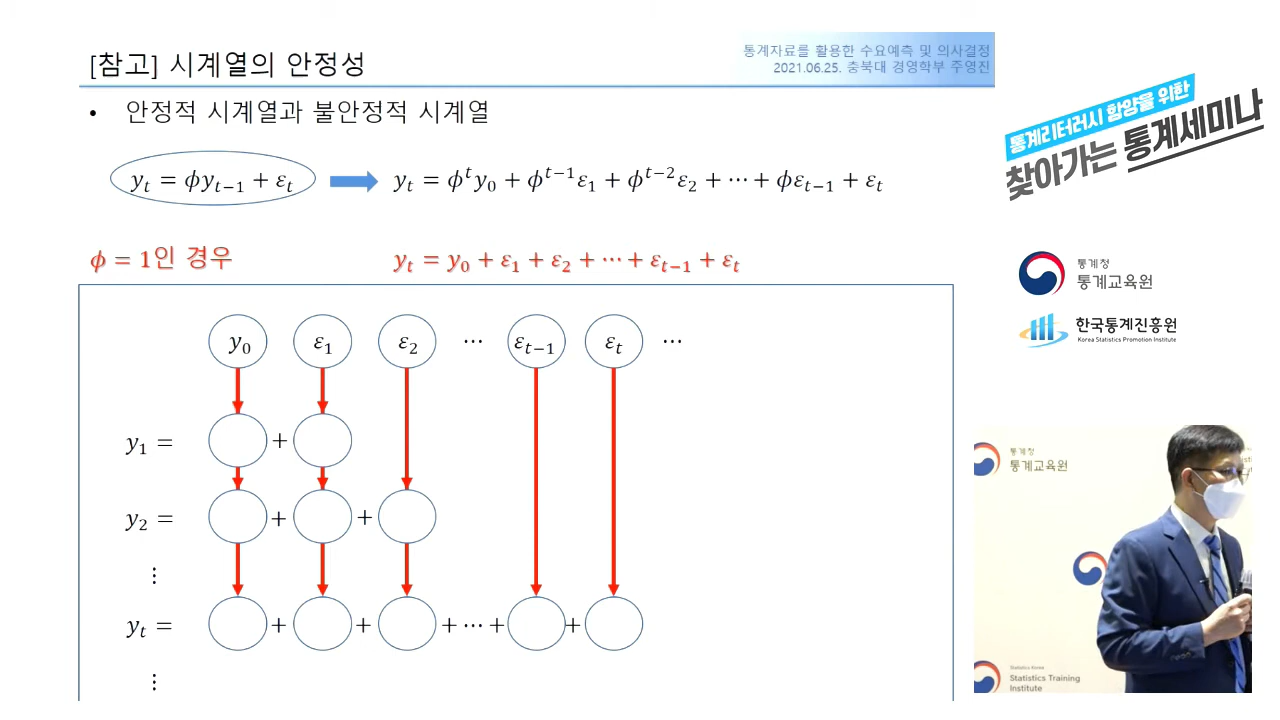 [참고] 시계열의 안정성
통계자료를 활용한 수요예측 및 의사결정
2021.06.25. 충북대 경영학부 주영진
• 안정적 시계열과 불안정적 시계열
y_t = ϕy_{t−1} + ε_t
y_t = ϕ^t y_0 + ϕ^{t−1}ε_1 + ϕ^{t−2}ε_2 + ⋯ + ϕε_{t−1} + ε_t
ϕ = 1인 경우
y_t = y_0 + ε_1 + ε_2 + ⋯ + ε_{t−1} + ε_t
y_0 ε_1 ε_2 ⋯ ε_{t−1} ε_t ⋯
y_1 = +
y_2 = + +
⋮
y_t = + + + ⋯ + +
⋮
통계리터러시 함양을 위한
찾아가는 통계세미나
통계청
통계교육원
한국통계진흥원
Korea Statistics Promotion Institute
통계청
통계교육원
Statistics Korea
Statistics Training
Institute